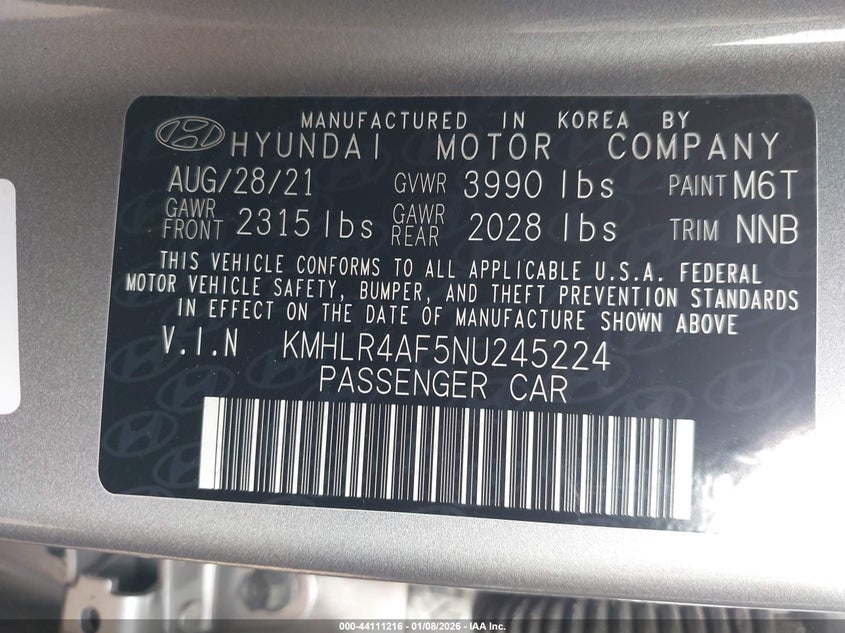 MANUFACTURED IN KOREA BY
HYUNDAI MOTOR COMPANY
AUG/28/21 GVWR 3990 lbs PAINT M6T
GAWR FRONT 2315 lbs GAWR REAR 2028 lbs TRIM NNB
THIS VEHICLE CONFORMS TO ALL APPLICABLE U.S.A. FEDERAL
MOTOR VEHICLE SAFETY, BUMPER, AND THEFT PREVENTION STANDARDS
IN EFFECT ON THE DATE OF MANUFACTURE SHOWN ABOVE
V.I.N KMHLR4AF5NU245224
PASSENGER CAR
000-44111216 - 01/08/2026 - IAA Inc.